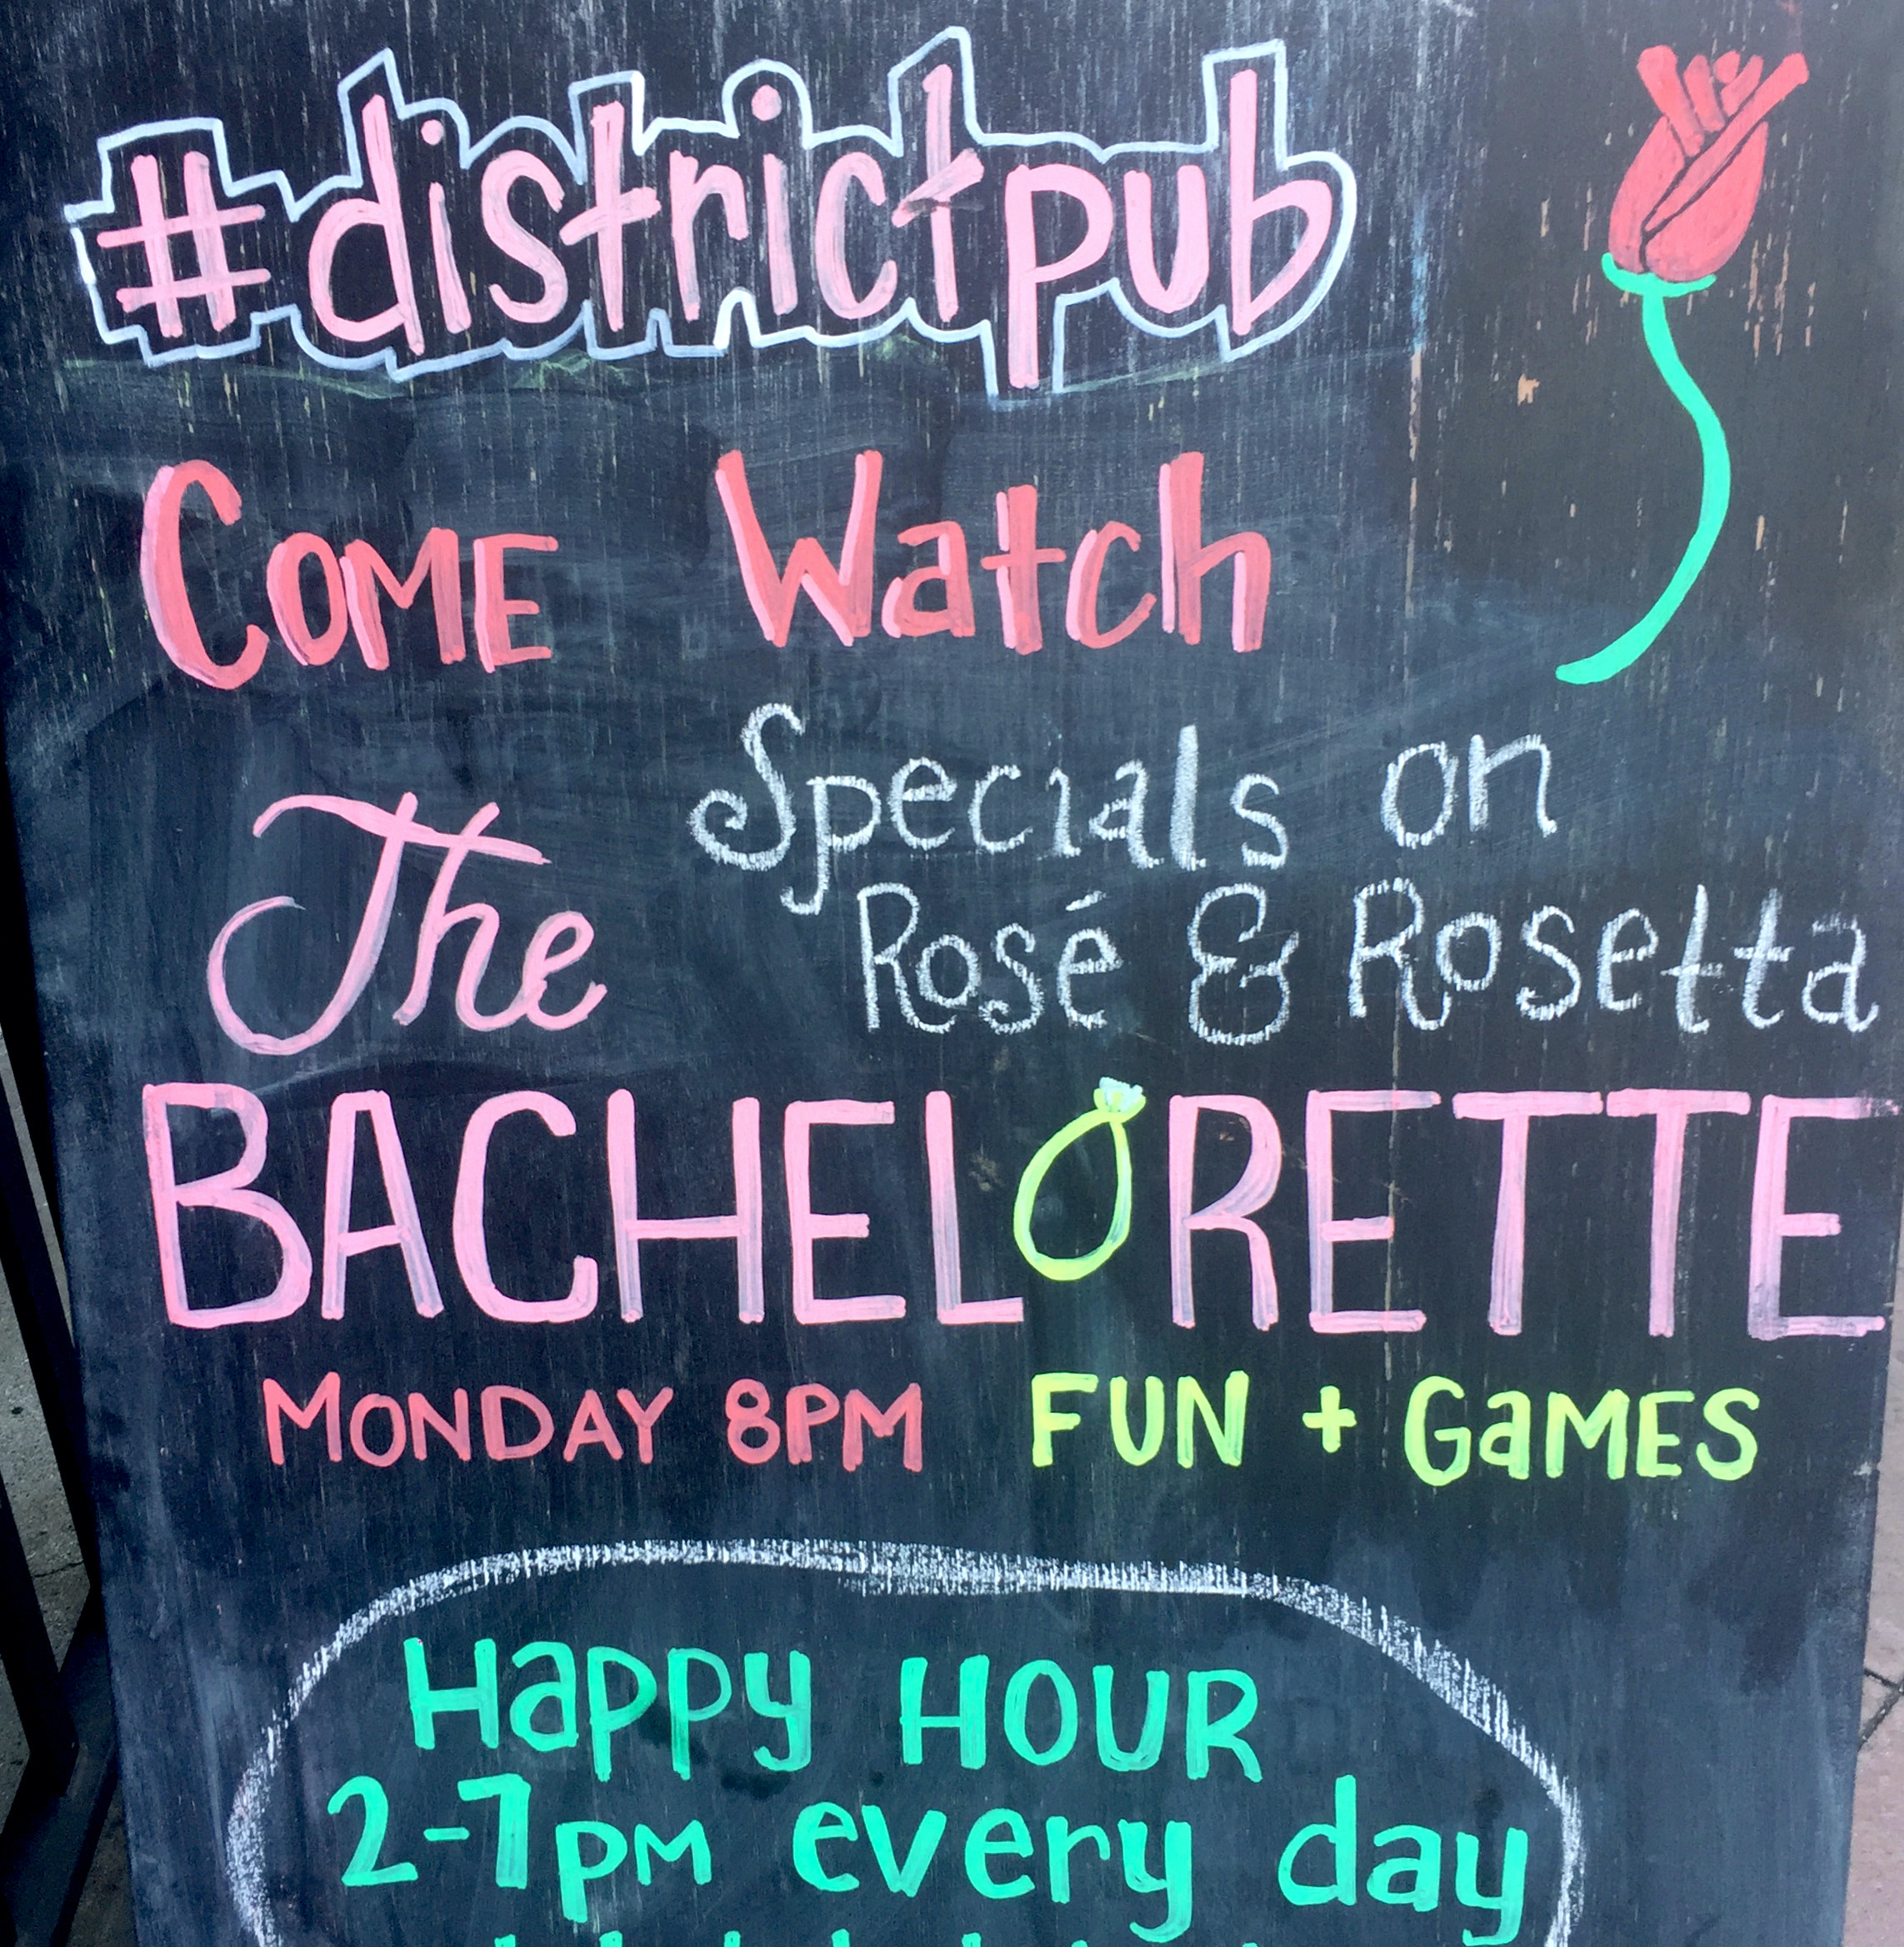 #districtpub
COME Watch
The
Specials on
Rosé & Rosetta
BACHELORETTE
MONDAY 8PM FUN + GaMES
Happy HOUR
2-7pm every day